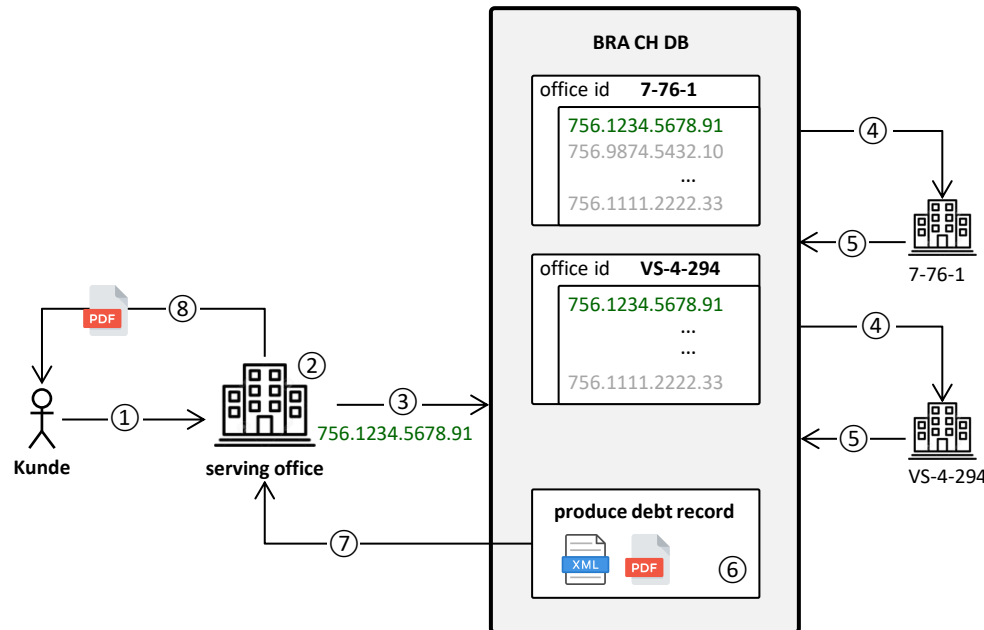 BRA CH DB
office id 7-76-1
756.1234.5678.91
756.9874.5432.10
...
756.1111.2222.33
④
⑤
7-76-1
office id VS-4-294
756.1234.5678.91
...
...
756.1111.2222.33
④
⑤
VS-4-294
PDF
⑧
②
①
③
756.1234.5678.91
Kunde
serving office
⑦
produce debt record
XML
PDF
⑥